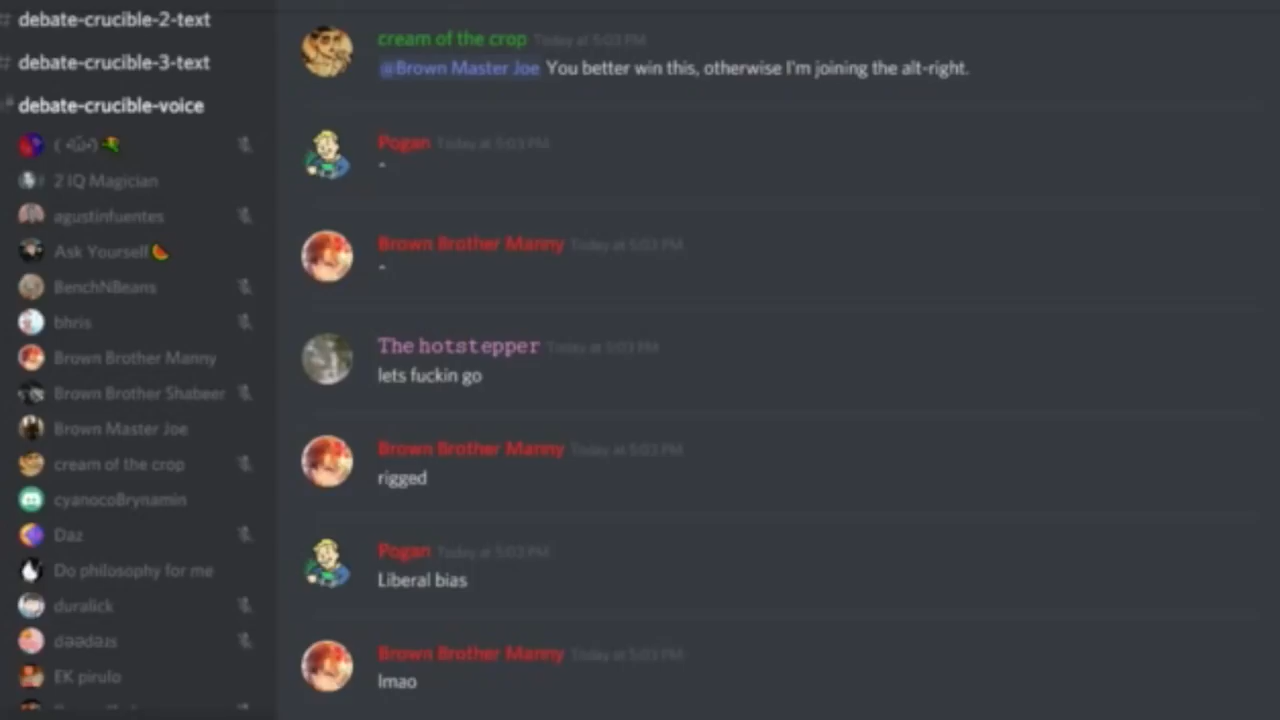 debate-crucible-2-text
debate-crucible-3-text
debate-crucible-voice
2 IQ Magician
agustinfuentes
Ask Yourself
BenchNBeans
bhris
Brown Brother Manny
Brown Brother Shabeer
Brown Master Joe
cream of the crop
cyanocoBrynamin
Daz
Do philosophy for me
duralick
EK pirulo
cream of the crop Today at 5:03 PM
@Brown Master Joe You better win this, otherwise I'm joining the alt-right.
Pogan Today at 5:03 PM
-
Brown Brother Manny Today at 5:03 PM
-
The hotstepper Today at 5:03 PM
lets fuckin go
Brown Brother Manny Today at 5:03 PM
rigged
Pogan Today at 5:03 PM
Liberal bias
Brown Brother Manny Today at 5:03 PM
lmao